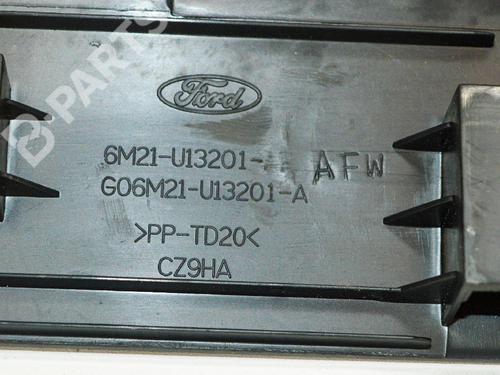 B-PARTS
Ford
6M21-U13201- AFW
G06M21-U13201-A
>PP-TD20<
CZ9HA